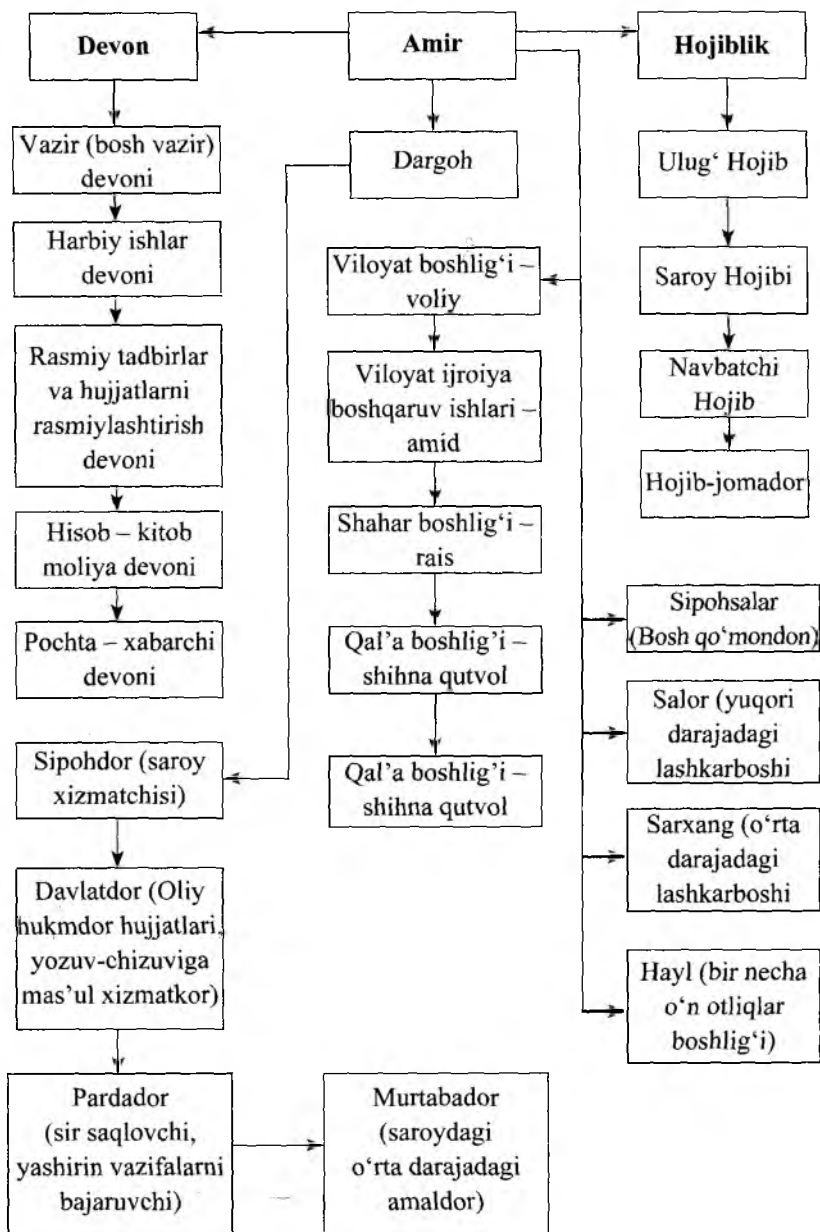 Devon
Amir
Hojiblik
Vazir (bosh vazir)
devoni
Harbiy ishlar
devoni
Rasmiy tadbirlar
va hujjatlarni
rasmiylashtirish
devoni
Hisob – kitob
moliya devoni
Pochta – xabarchi
devoni
Dargoh
Viloyat boshlig‘i –
voliy
Viloyat ijroiya
boshqaruv ishlari –
amid
Shahar boshlig‘i –
rais
Qal’a boshlig’i –
shihna qutvol
Qal’a boshlig’i –
shihna qutvol
Ulug‘ Hojib
Saroy Hojibi
Navbatchi
Hojib
Hojib-jomador
Sipohsalar
(Bosh qo‘mondon)
Salor (yuqori
darajadagi
lashkarboshi
Sarxang (o‘rta
darajadagi
lashkarboshi
Hayl (bir necha
o‘n otliqlar
boshlig‘i)
Sipohdor (saroy
xizmatchisi)
Davlatdor (Oliy
hukmdor hujjatlari,
yozuv-chizuviga
mas’ul xizmatkor)
Pardador
(sir saqlovchi,
yashirin vazifalarni
bajaruvchi)
Murtabador
(saroydagi
o‘rta darajadagi
amaldor)